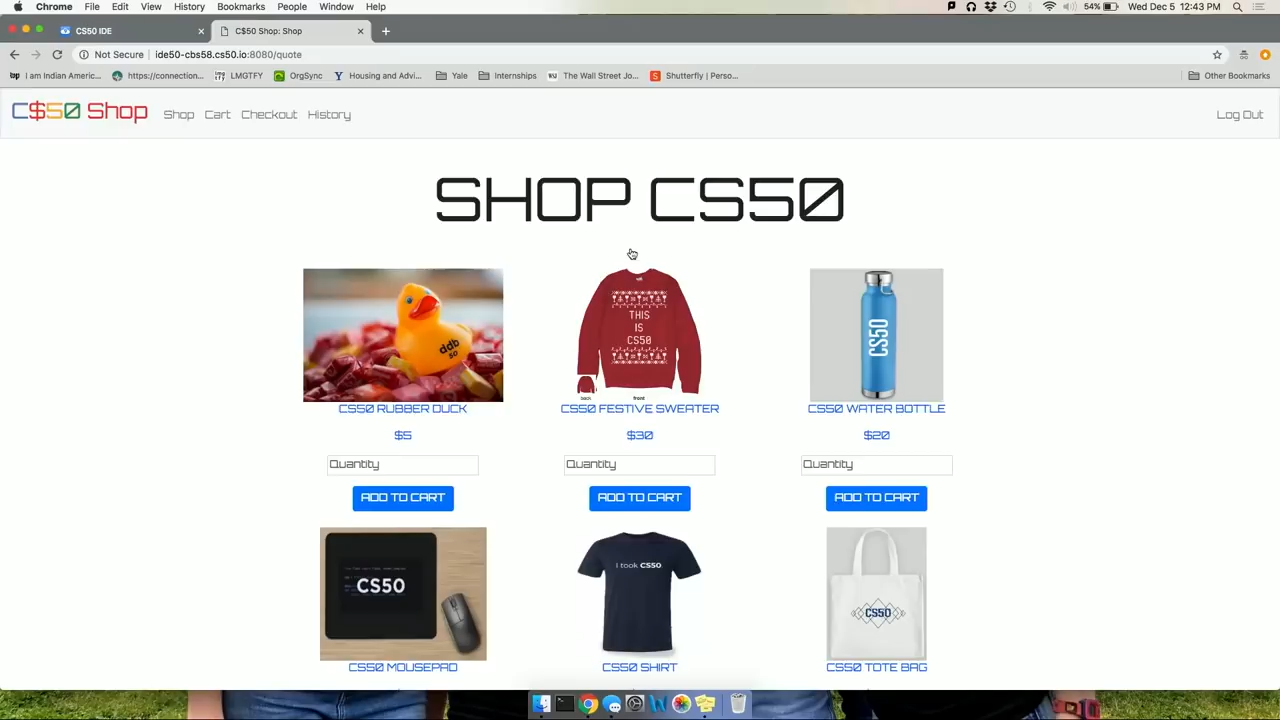 Chrome File Edit View History Bookmarks People Window Help
54% Wed Dec 5 12:43 PM
CS50 IDE
C$50 Shop: Shop
Not Secure ide50-cbs58.cs50.io:8080/quote
I am Indian Americ...
https://connection...
LMGTFY
OrgSync
Housing and Advi...
Yale
Internships
The Wall Street Jo...
Shutterfly | Perso...
Other Bookmarks
C$50 Shop
Shop
Cart
Checkout
History
Log Out
SHOP CS50
ddb
50
THIS
IS
CS50
back
front
CS50
CS50 RUBBER DUCK
CS50 FESTIVE SWEATER
CS50 WATER BOTTLE
$5
$30
$20
Quantity
Quantity
Quantity
ADD TO CART
ADD TO CART
ADD TO CART
CS50
I took CS50
CS50
CS50 MOUSEPAD
CS50 SHIRT
CS50 TOTE BAG